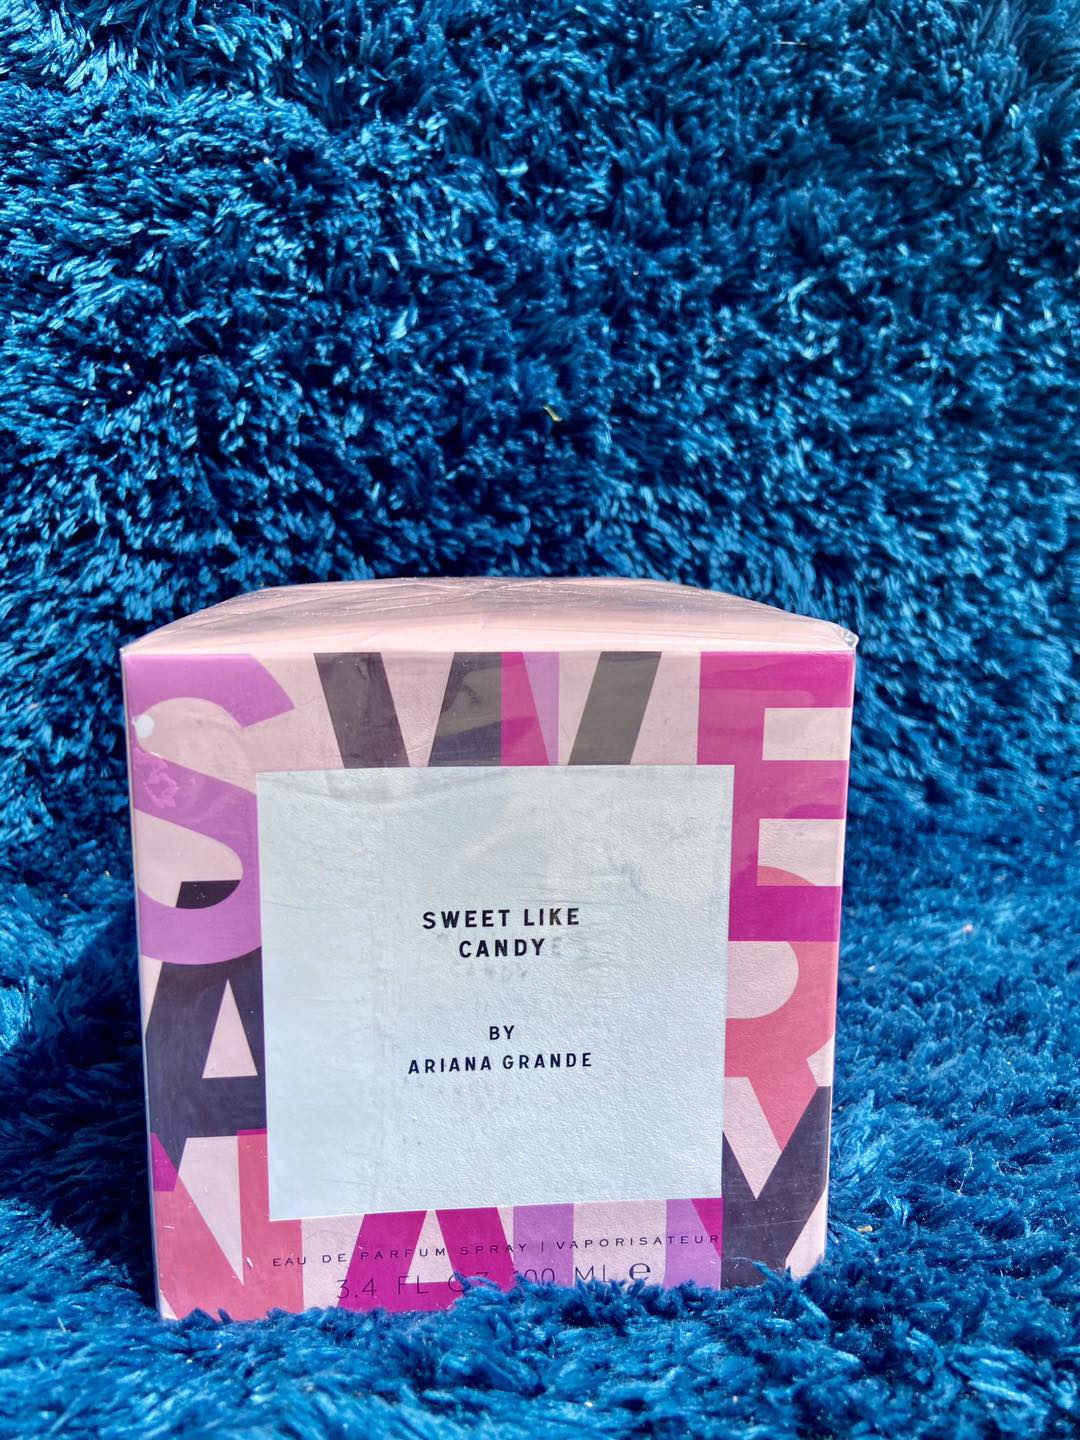 SWEET LIKE
CANDY
BY
ARIANA GRANDE
EAU DE PARFUM SPRAY | VAPORISATEUR
3.4 FL OZ 100 ML e